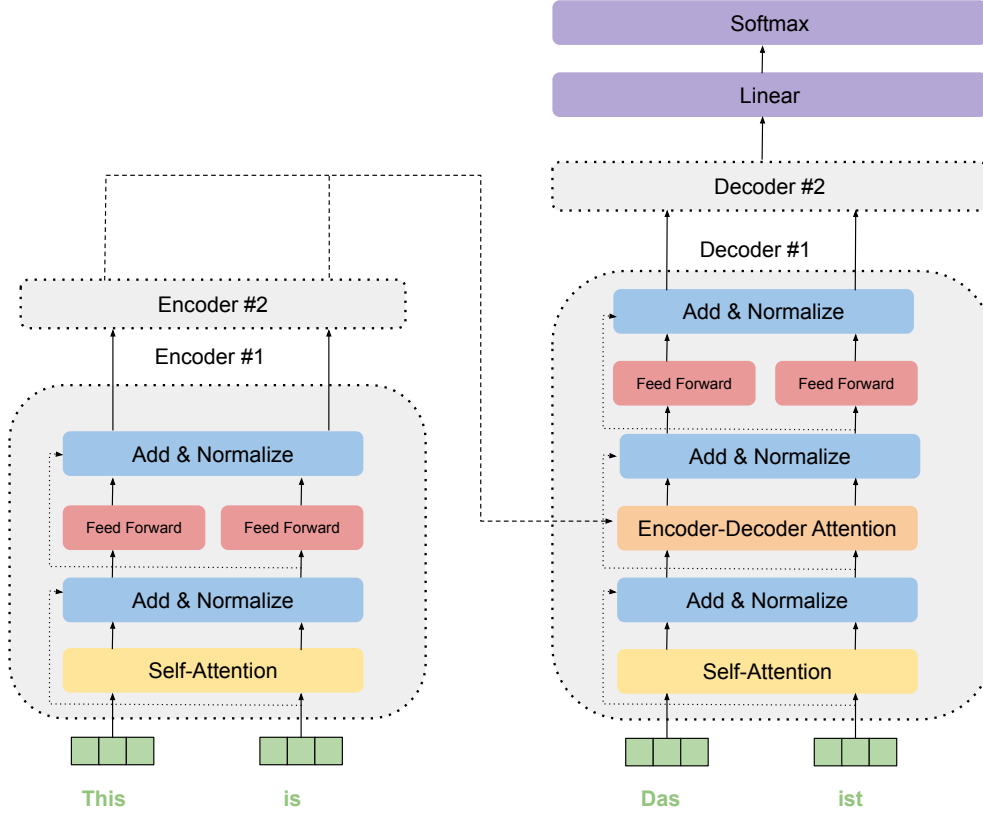 Softmax
Linear
Decoder #2
Decoder #1
Add & Normalize
Feed Forward
Feed Forward
Add & Normalize
Encoder-Decoder Attention
Add & Normalize
Self-Attention
Das
ist
Encoder #2
Encoder #1
Add & Normalize
Feed Forward
Feed Forward
Add & Normalize
Self-Attention
This
is